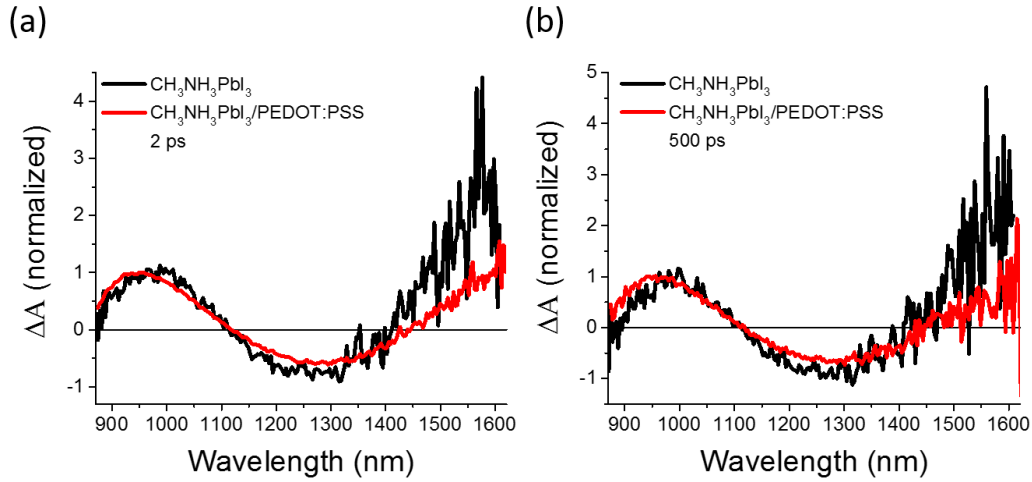 (a)
CH₃NH₃PbI₃
CH₃NH₃PbI₃/PEDOT:PSS
2 ps
ΔA (normalized)
4
3
2
1
0
-1
900 1000 1100 1200 1300 1400 1500 1600
Wavelength (nm)
(b)
CH₃NH₃PbI₃
CH₃NH₃PbI₃/PEDOT:PSS
500 ps
ΔA (normalized)
5
4
3
2
1
0
-1
900 1000 1100 1200 1300 1400 1500 1600
Wavelength (nm)